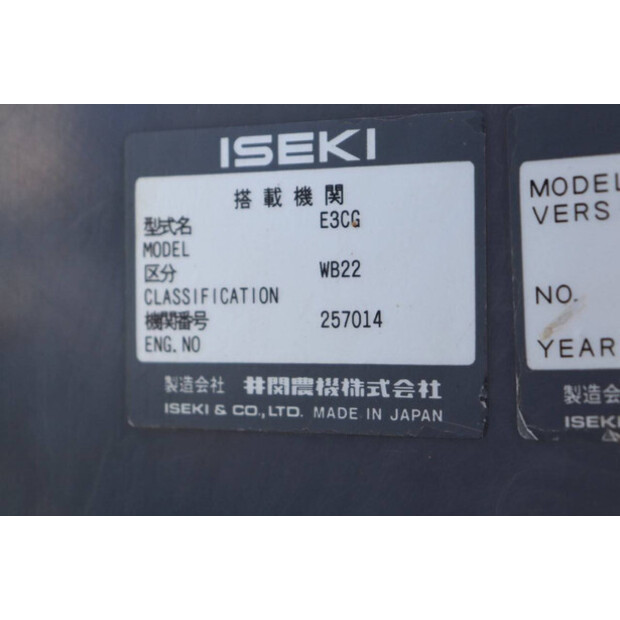 ISEKI
搭載機関
型式名 E3CG
MODEL
区分 WB22
CLASSIFICATION
機関番号 257014
ENG.NO
製造会社 井関農機株式会社
ISEKI & CO.,LTD. MADE IN JAPAN
MODEL
VERS
NO.
YEAR
製造会
ISEKI